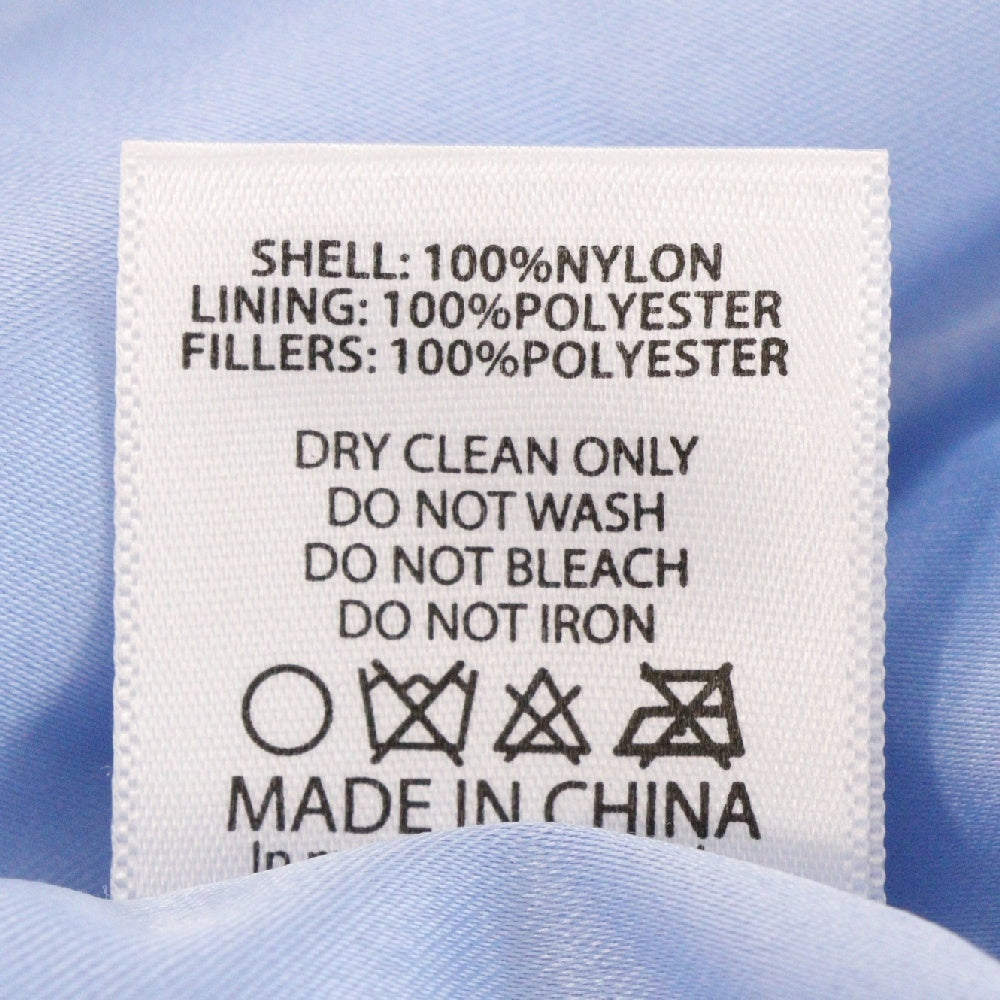 SHELL: 100%NYLON
LINING: 100%POLYESTER
FILLERS: 100%POLYESTER
DRY CLEAN ONLY
DO NOT WASH
DO NOT BLEACH
DO NOT IRON
MADE IN CHINA